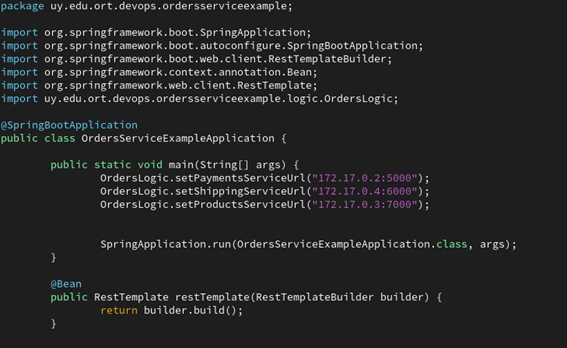 package uy.edu.ort.devops.ordersserviceexample;
import org.springframework.boot.SpringApplication;
import org.springframework.boot.autoconfigure.SpringBootApplication;
import org.springframework.boot.web.client.RestTemplateBuilder;
import org.springframework.context.annotation.Bean;
import org.springframework.web.client.RestTemplate;
import uy.edu.ort.devops.ordersserviceexample.logic.OrdersLogic;
@SpringBootApplication
public class OrdersServiceExampleApplication {
public static void main(String[] args) {
OrdersLogic.setPaymentsServiceUrl("172.17.0.2:5000");
OrdersLogic.setShippingServiceUrl("172.17.0.4:6000");
OrdersLogic.setProductsServiceUrl("172.17.0.3:7000");
SpringApplication.run(OrdersServiceExampleApplication.class, args);
}
@Bean
public RestTemplate restTemplate(RestTemplateBuilder builder) {
return builder.build();
}